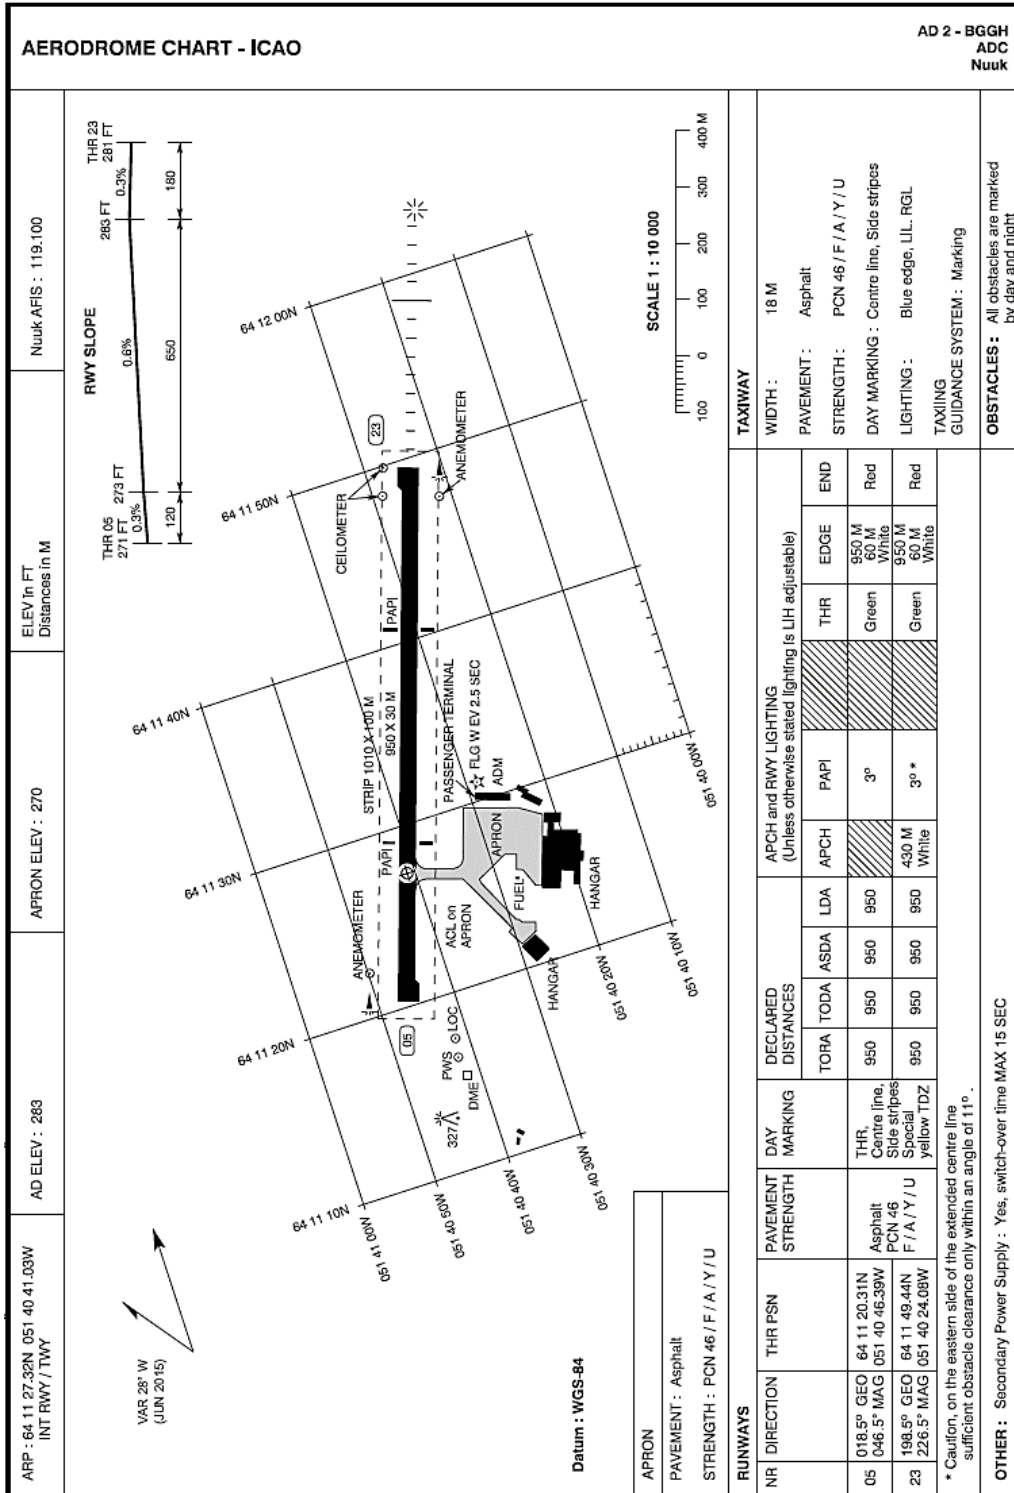 AERODROME CHART - ICAO
AD 2 - BGGH
ADC
Nuuk
ARP : 64 11 27.32N 051 40 41.03W
INT RWY / TWY
AD ELEV : 283
APRON ELEV : 270
ELEV in FT
Distances in M
Nuuk AFIS : 119.100
VAR 28° W
(JUN 2015)
RWY SLOPE
THR 05
271 FT
273 FT
283 FT
THR 23
281 FT
0.3%
0.6%
0.3%
120
650
180
64 11 10N
64 11 20N
64 11 30N
64 11 40N
64 11 50N
64 12 00N
051 41 00W
051 40 50W
051 40 40W
051 40 30W
051 40 20W
051 40 10W
051 40 00W
CEILOMETER
23
ANEMOMETER
PAPI
STRIP 1010 X 100 M
950 X 30 M
PASSENGER TERMINAL
FLG W EV 2.5 SEC
ADM
PAPI
ANEMOMETER
APRON
ACL on
APRON
FUEL
HANGAR
HANGAR
05
LOC
PWS
DME
327
SCALE 1 : 10 000
100
0
100
200
300
400 M
Datum : WGS-84
APRON
PAVEMENT : Asphalt
STRENGTH : PCN 46 / F / A / Y / U
RUNWAYS
NR
DIRECTION
THR PSN
PAVEMENT
STRENGTH
DAY
MARKING
DECLARED
DISTANCES
TORA
TODA
ASDA
LDA
APCH and RWY LIGHTING
(Unless otherwise stated lighting is LIH adjustable)
APCH
PAPI
THR
EDGE
END
05
018.5° GEO
046.5° MAG
64 11 20.31N
051 40 46.39W
Asphalt
PCN 46
F / A / Y / U
THR,
Centre line,
Side stripes
Special
yellow TDZ
950
950
950
950
3°
Green
950 M
60 M
White
Red
23
198.5° GEO
226.5° MAG
64 11 49.44N
051 40 24.08W
950
950
950
950
430 M
White
3° *
Green
950 M
60 M
White
Red
* Caution, on the eastern side of the extended centre line
sufficient obstacle clearance only within an angle of 11° .
OTHER : Secondary Power Supply : Yes, switch-over time MAX 15 SEC
TAXIWAY
WIDTH : 18 M
PAVEMENT : Asphalt
STRENGTH : PCN 46 / F / A / Y / U
DAY MARKING : Centre line, Side stripes
LIGHTING : Blue edge, LIL. RGL
TAXIING
GUIDANCE SYSTEM : Marking
OBSTACLES : All obstacles are marked
by day and night